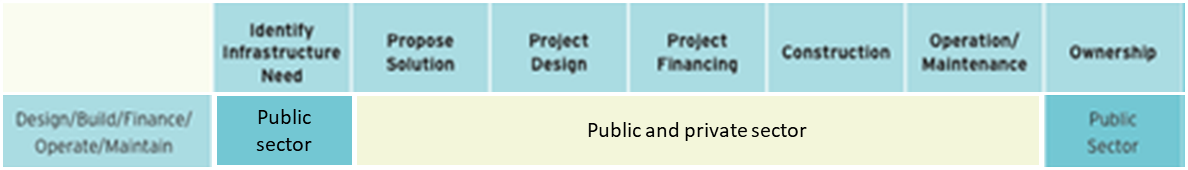 Identify
Infrastructure
Need
Propose
Solution
Project
Design
Project
Financing
Construction
Operation/
Maintenance
Ownership
Design/Build/Finance/
Operate/Maintain
Public
sector
Public and private sector
Public
Sector